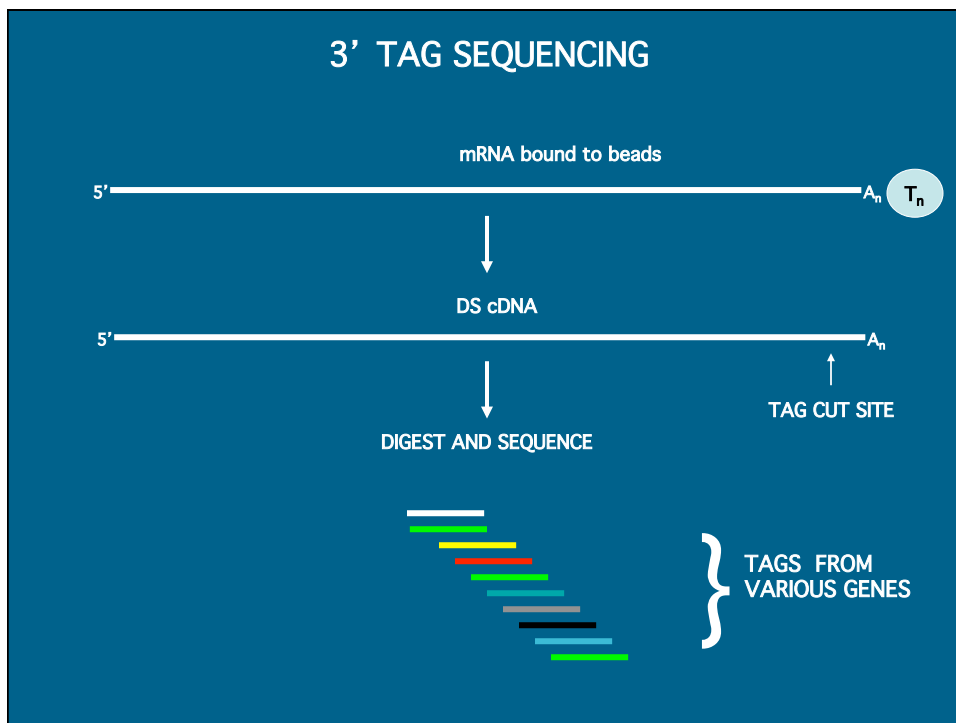 3’ TAG SEQUENCING
mRNA bound to beads
5’ An Tn
DS cDNA
5’ An
TAG CUT SITE
DIGEST AND SEQUENCE
TAGS FROM
VARIOUS GENES